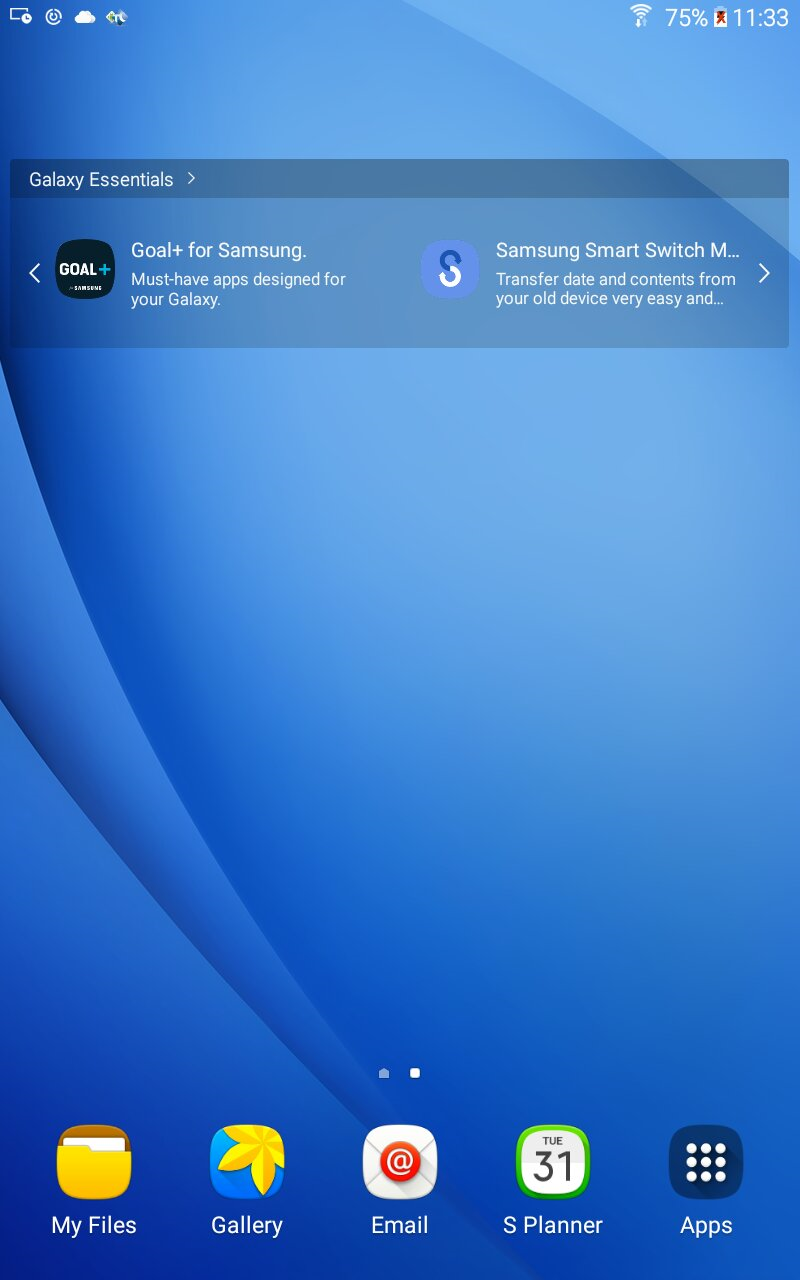 75% 11:33
Galaxy Essentials
GOAL+
for SAMSUNG
Goal+ for Samsung.
Must-have apps designed for
your Galaxy.
Samsung Smart Switch M...
Transfer date and contents from
your old device very easy and...
@
TUE
31
My Files Gallery Email S Planner Apps